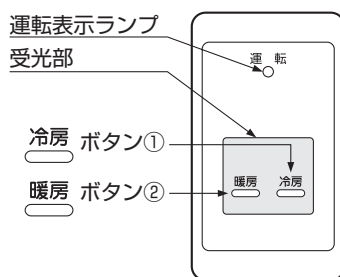 運転表示ランプ
受光部
冷房 ボタン①
暖房 ボタン②
運 転
暖房 冷房